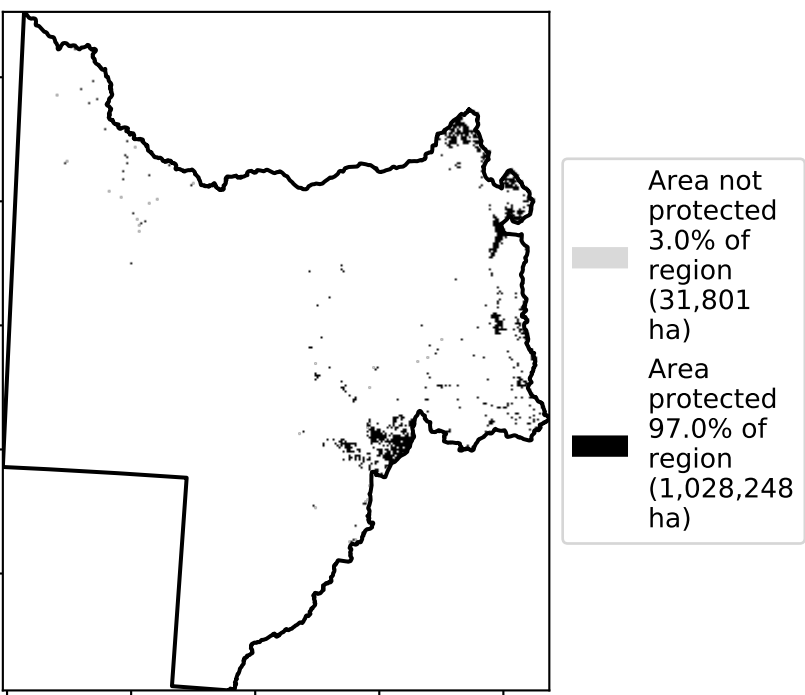 Area not
protected
3.0% of
region
(31,801
ha)
Area
protected
97.0% of
region
(1,028,248
ha)